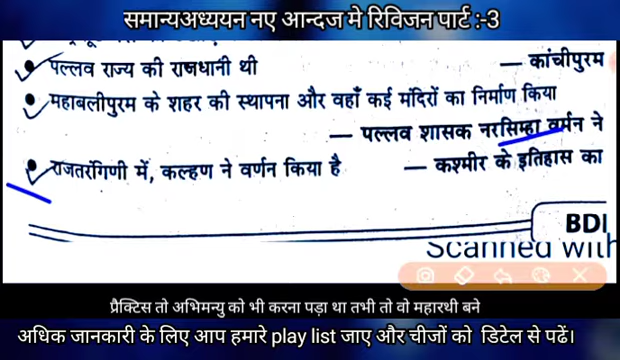 समान्यअध्ययन नए आन्दज मे रिविजन पार्ट :-3
पल्लव राज्य की राजधानी थी — कांचीपुरम
महाबलीपुरम के शहर की स्थापना और वहाँ कई मंदिरों का निर्माण किया
— पल्लव शासक नरसिम्हा वर्मन ने
राजतरंगिणी में, कल्हण ने वर्णन किया है — कश्मीर के इतिहास का
BDI
Scanned with
प्रैक्टिस तो अभिमन्यु को भी करना पड़ा था तभी तो वो महारथी बने
अधिक जानकारी के लिए आप हमारे play list जाए और चीजों को डिटेल से पढें।